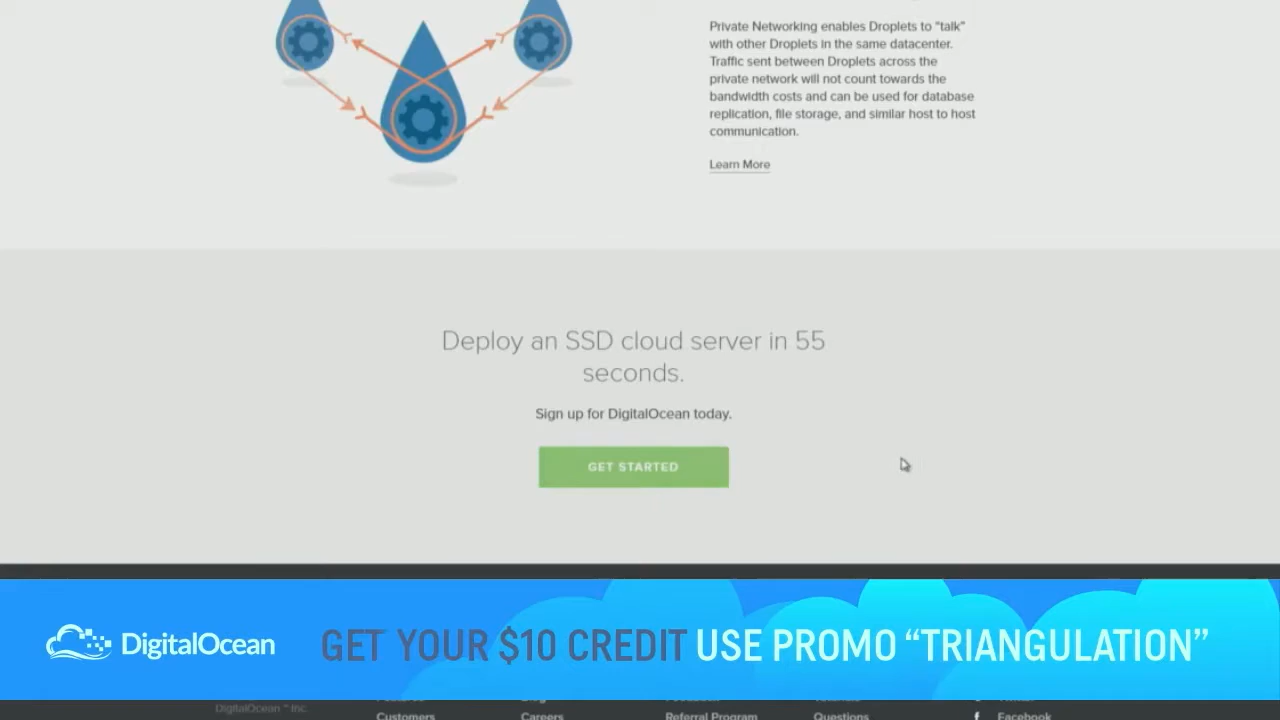 Private Networking enables Droplets to "talk"
with other Droplets in the same datacenter.
Traffic sent between Droplets across the
private network will not count towards the
bandwidth costs and can be used for database
replication, file storage, and similar host to host
communication.
Learn More
Deploy an SSD cloud server in 55
seconds.
Sign up for DigitalOcean today.
GET STARTED
DigitalOcean
GET YOUR $10 CREDIT USE PROMO “TRIANGULATION”
DigitalOcean ™ Inc
Customers Careers Referral Program Questions Facebook